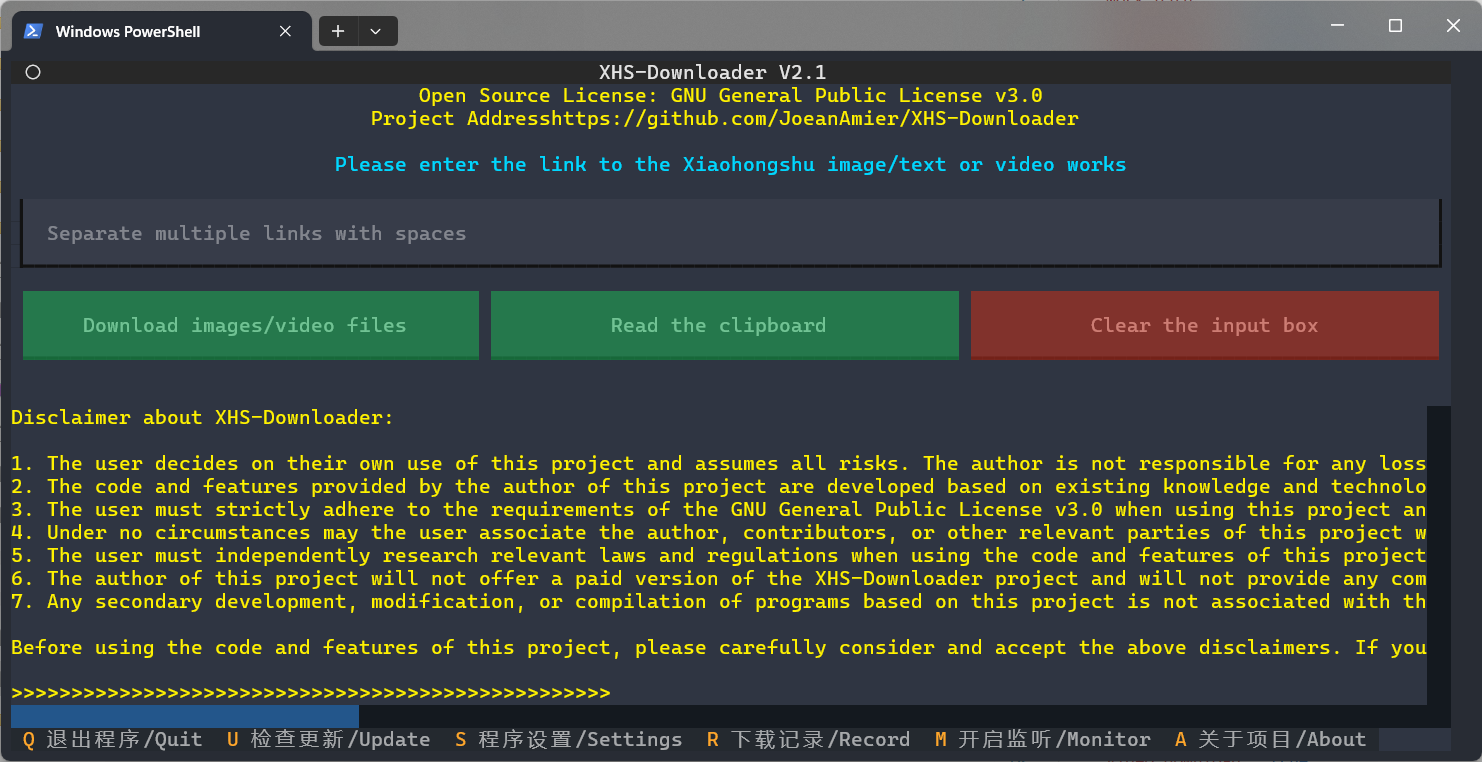 Windows PowerShell
XHS-Downloader V2.1
Open Source License: GNU General Public License v3.0
Project Addresshttps://github.com/JoeanAmier/XHS-Downloader
Please enter the link to the Xiaohongshu image/text or video works
Separate multiple links with spaces
Download images/video files Read the clipboard Clear the input box
Disclaimer about XHS-Downloader:
1. The user decides on their own use of this project and assumes all risks. The author is not responsible for any loss
2. The code and features provided by the author of this project are developed based on existing knowledge and technolo
3. The user must strictly adhere to the requirements of the GNU General Public License v3.0 when using this project an
4. Under no circumstances may the user associate the author, contributors, or other relevant parties of this project w
5. The user must independently research relevant laws and regulations when using the code and features of this project
6. The author of this project will not offer a paid version of the XHS-Downloader project and will not provide any com
7. Any secondary development, modification, or compilation of programs based on this project is not associated with th
Before using the code and features of this project, please carefully consider and accept the above disclaimers. If you
>>>>>>>>>>>>>>>>>>>>>>>>>>>>>>>>>>>>>>>>>>>>>>>>>>
Q 退出程序/Quit U 检查更新/Update S 程序设置/Settings R 下载记录/Record M 开启监听/Monitor A 关于项目/About